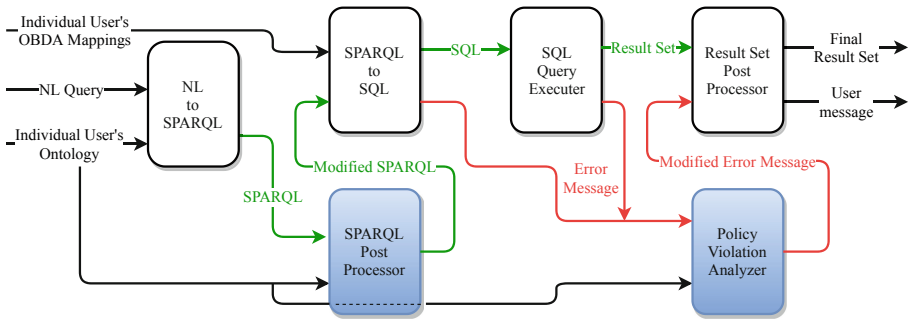 Individual User's
OBDA Mappings
NL Query
Individual User's
Ontology
NL
to
SPARQL
SPARQL
SPARQL
Post
Processor
Modified SPARQL
SPARQL
to
SQL
SQL
SQL
Query
Executer
Result Set
Error
Message
Result Set
Post
Processor
Modified Error Message
Policy
Violation
Analyzer
Final
Result Set
User
message